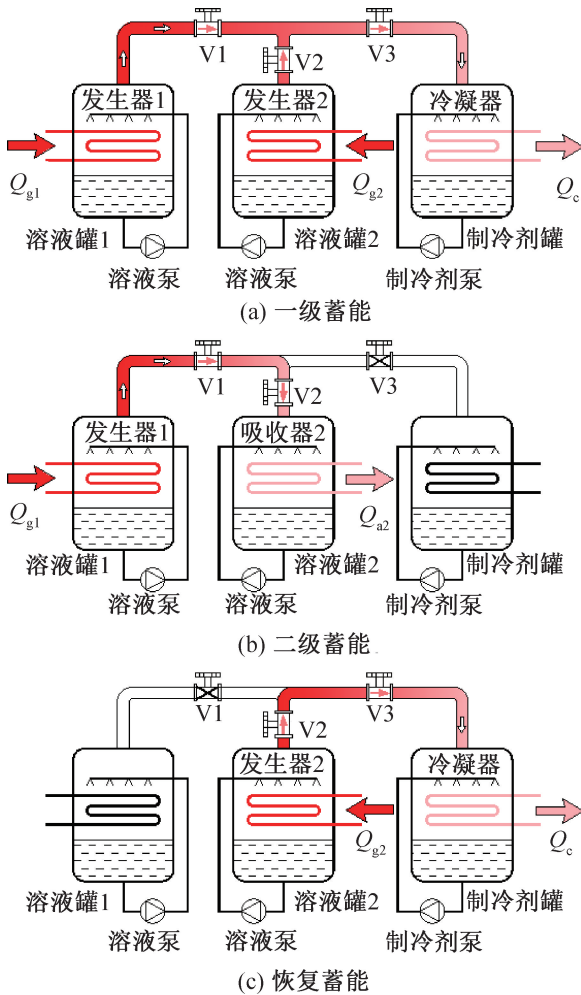 V1
V2
V3
发生器1
发生器2
冷凝器
Qg1
Qg2
Qc
溶液罐1
溶液泵
溶液罐2
溶液泵
制冷剂罐
制冷剂泵
(a) 一级蓄能
V1
V2
V3
发生器1
吸收器2
Qg1
Qa2
溶液罐1
溶液泵
溶液罐2
溶液泵
制冷剂罐
制冷剂泵
(b) 二级蓄能
V1
V2
V3
发生器2
冷凝器
Qg2
Qc
溶液罐1
溶液泵
溶液罐2
溶液泵
制冷剂罐
制冷剂泵
(c) 恢复蓄能